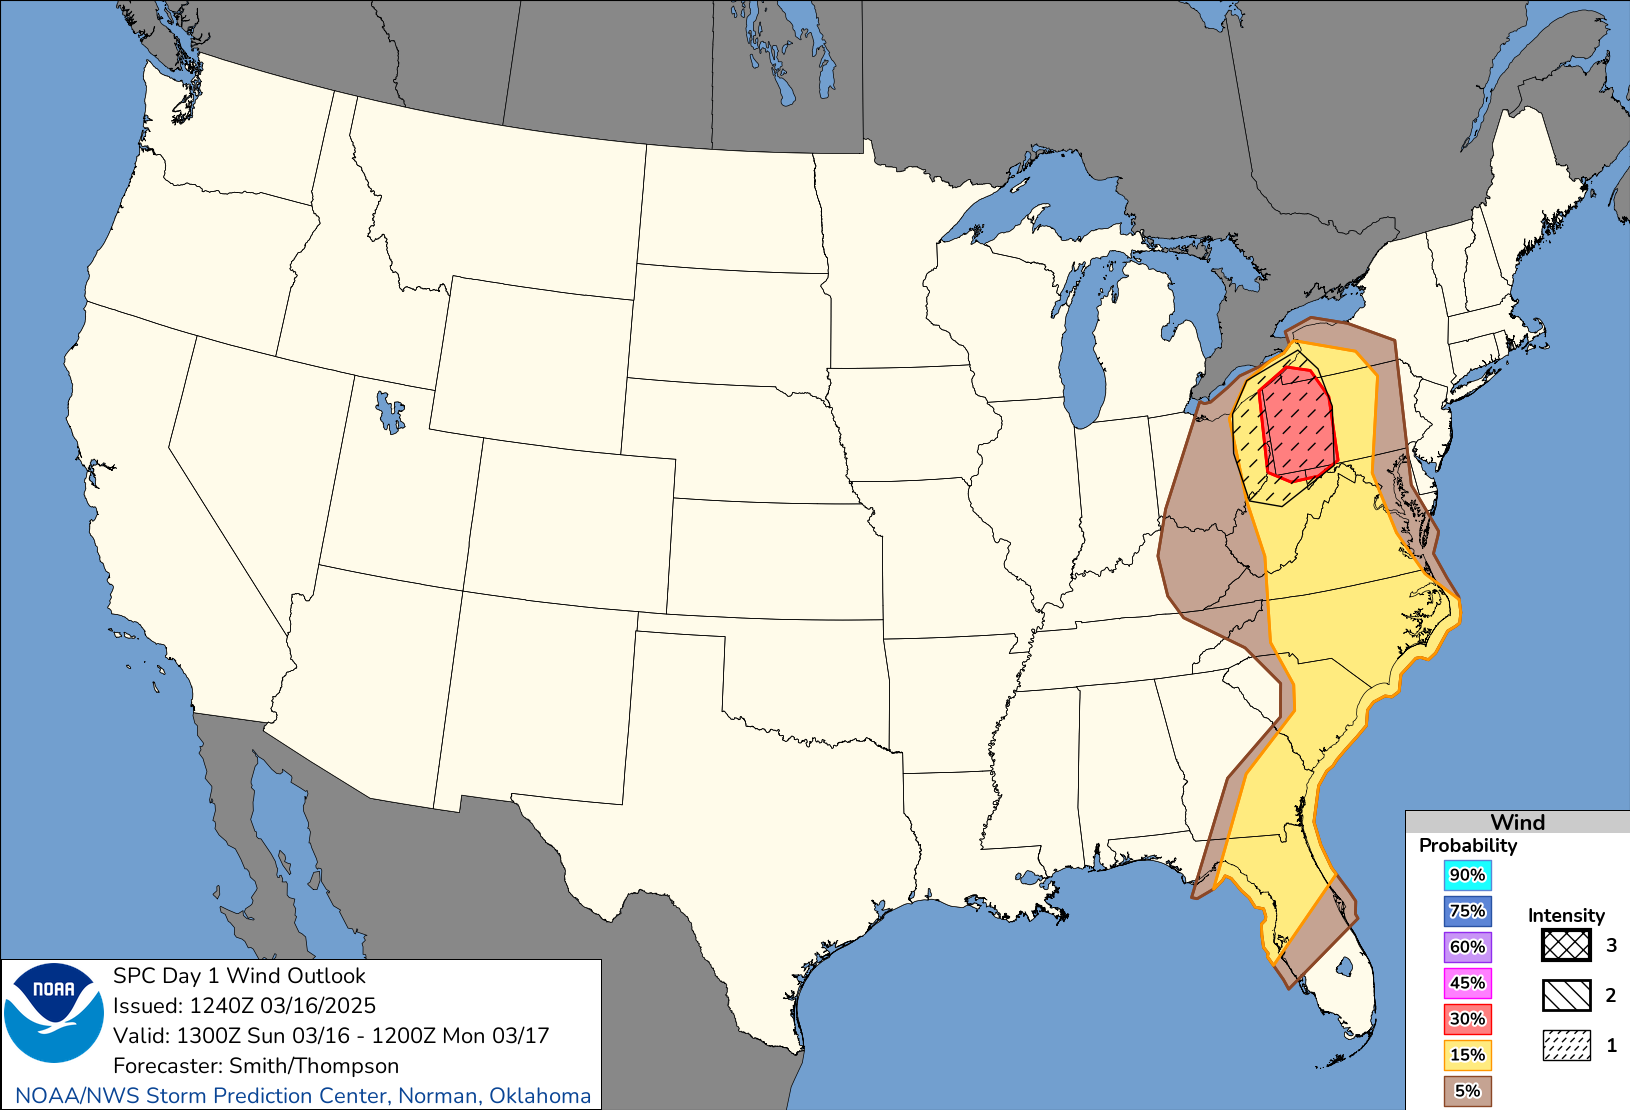 Wind
Probability
90%
75%
60%
45%
30%
15%
5%
Intensity
3
2
1
NOAA
SPC Day 1 Wind Outlook
Issued: 1240Z 03/16/2025
Valid: 1300Z Sun 03/16 - 1200Z Mon 03/17
Forecaster: Smith/Thompson
NOAA/NWS Storm Prediction Center, Norman, Oklahoma